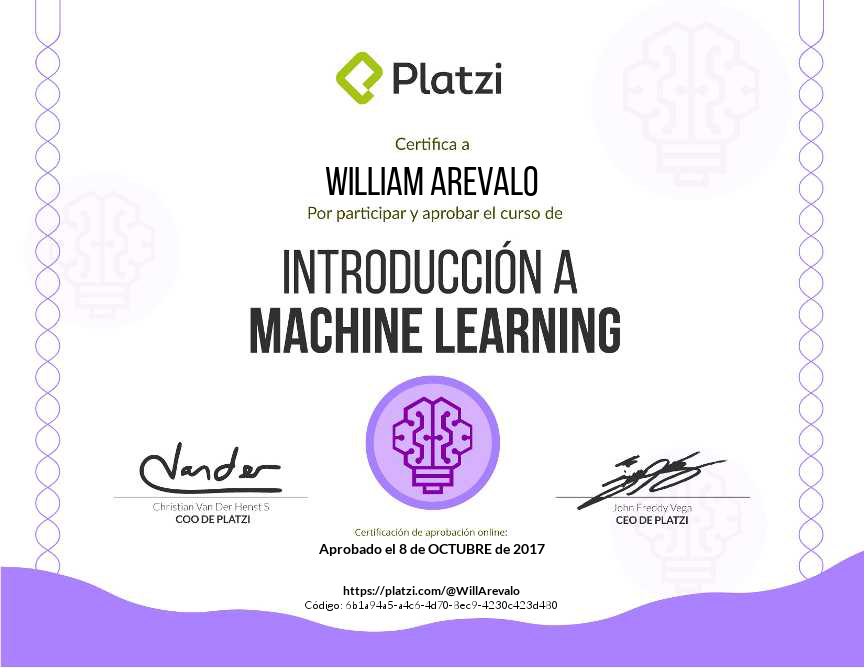 Platzi
Certifica a
WILLIAM AREVALO
Por participar y aprobar el curso de
INTRODUCCIÓN A
MACHINE LEARNING
Vander
Christian Van Der Henst S
COO DE PLATZI
John Freddy Vega
CEO DE PLATZI
Certificación de aprobación online:
Aprobado el 8 de OCTUBRE de 2017
https://platzi.com/@WillArevalo
Código: 6b1a94a5-a4c6-4d70-8ec9-4230c423d480